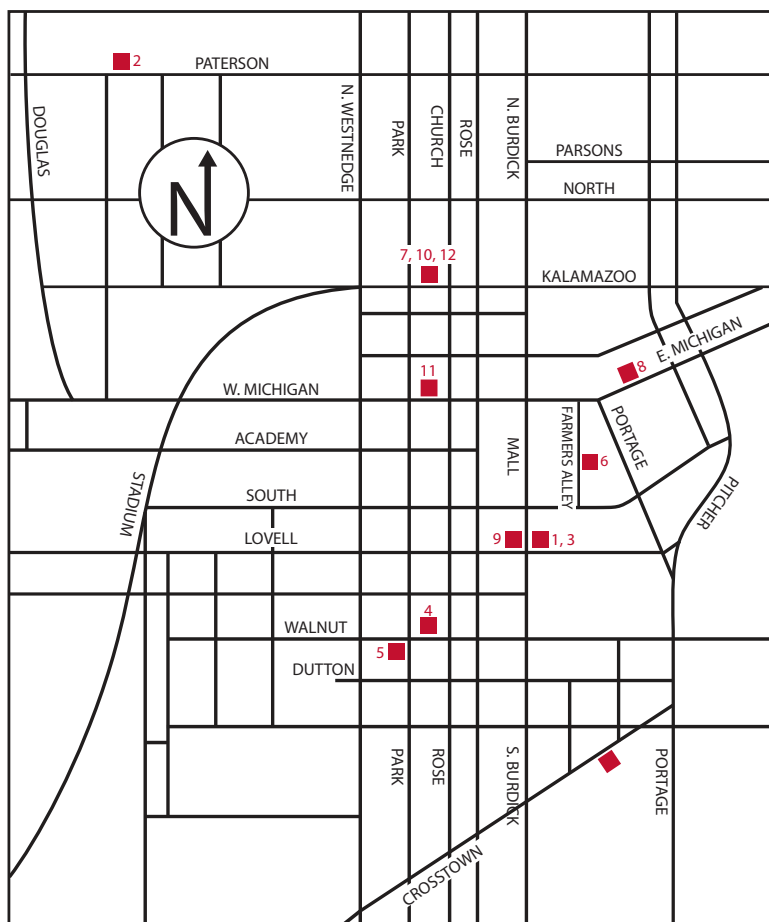 2
PATERSON
DOUGLAS
N. WESTNEDGE
PARK
CHURCH
ROSE
N. BURDICK
PARSONS
N
NORTH
7, 10, 12
KALAMAZOO
E. MICHIGAN
8
11
W. MICHIGAN
FARMERS ALLEY
PORTAGE
ACADEMY
MALL
6
STADIUM
PITCHER
SOUTH
LOVELL
9
1, 3
4
WALNUT
5
DUTTON
PARK
ROSE
S. BURDICK
PORTAGE
CROSSTOWN